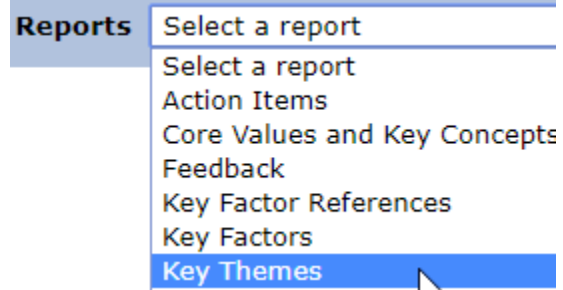 Reports Select a report
Select a report
Action Items
Core Values and Key Concepts
Feedback
Key Factor References
Key Factors
Key Themes